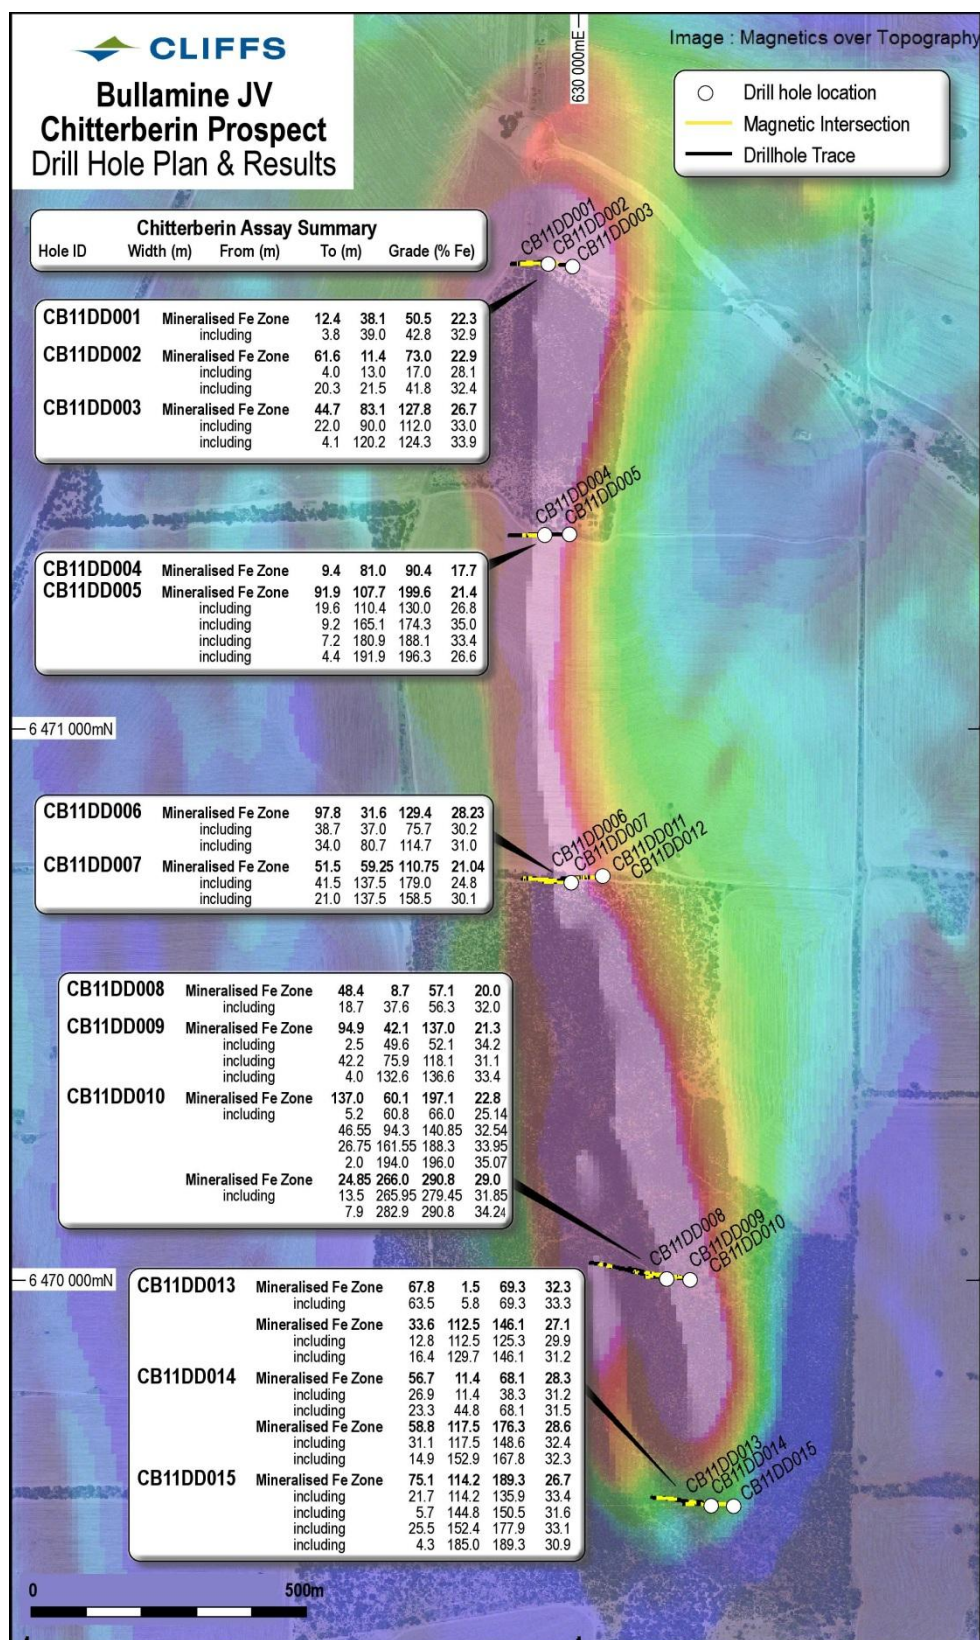 CLIFFS
Bullamine JV
Chitterberin Prospect
Drill Hole Plan & Results
630 000mE
Image : Magnetics over Topography
Drill hole location
Magnetic Intersection
Drillhole Trace
Chitterberin Assay Summary
Hole ID Width (m) From (m) To (m) Grade (% Fe)
CB11DD001 Mineralised Fe Zone 12.4 38.1 50.5 22.3
including 3.8 39.0 42.8 32.9
CB11DD002 Mineralised Fe Zone 61.6 11.4 73.0 22.9
including 4.0 13.0 17.0 28.1
including 20.3 21.5 41.8 32.4
CB11DD003 Mineralised Fe Zone 44.7 83.1 127.8 26.7
including 22.0 90.0 112.0 33.0
including 4.1 120.2 124.3 33.9
CB11DD001
CB11DD002
CB11DD003
CB11DD004 Mineralised Fe Zone 9.4 81.0 90.4 17.7
CB11DD005 Mineralised Fe Zone 91.9 107.7 199.6 21.4
including 19.6 110.4 130.0 26.8
including 9.2 165.1 174.3 35.0
including 7.2 180.9 188.1 33.4
including 4.4 191.9 196.3 26.6
CB11DD004
CB11DD005
6 471 000mN
CB11DD006 Mineralised Fe Zone 97.8 31.6 129.4 28.23
including 38.7 37.0 75.7 30.2
including 34.0 80.7 114.7 31.0
CB11DD007 Mineralised Fe Zone 51.5 59.25 110.75 21.04
including 41.5 137.5 179.0 24.8
including 21.0 137.5 158.5 30.1
CB11DD006
CB11DD007
CB11DD011
CB11DD012
CB11DD008 Mineralised Fe Zone 48.4 8.7 57.1 20.0
including 18.7 37.6 56.3 32.0
CB11DD009 Mineralised Fe Zone 94.9 42.1 137.0 21.3
including 2.5 49.6 52.1 34.2
including 42.2 75.9 118.1 31.1
including 4.0 132.6 136.6 33.4
CB11DD010 Mineralised Fe Zone 137.0 60.1 197.1 22.8
including 5.2 60.8 66.0 25.14
46.55 94.3 140.85 32.54
26.75 161.55 188.3 33.95
2.0 194.0 196.0 35.07
Mineralised Fe Zone 24.85 266.0 290.8 29.0
including 13.5 265.95 279.45 31.85
7.9 282.9 290.8 34.24
CB11DD008
CB11DD009
CB11DD010
6 470 000mN
CB11DD013 Mineralised Fe Zone 67.8 1.5 69.3 32.3
including 63.5 5.8 69.3 33.3
Mineralised Fe Zone 33.6 112.5 146.1 27.1
including 12.8 112.5 125.3 29.9
including 16.4 129.7 146.1 31.2
CB11DD014 Mineralised Fe Zone 56.7 11.4 68.1 28.3
including 26.9 11.4 38.3 31.2
including 23.3 44.8 68.1 31.5
Mineralised Fe Zone 58.8 117.5 176.3 28.6
including 31.1 117.5 148.6 32.4
including 14.9 152.9 167.8 32.3
CB11DD015 Mineralised Fe Zone 75.1 114.2 189.3 26.7
including 21.7 114.2 135.9 33.4
including 5.7 144.8 150.5 31.6
including 25.5 152.4 177.9 33.1
including 4.3 185.0 189.3 30.9
CB11DD013
CB11DD014
CB11DD015
0 500m